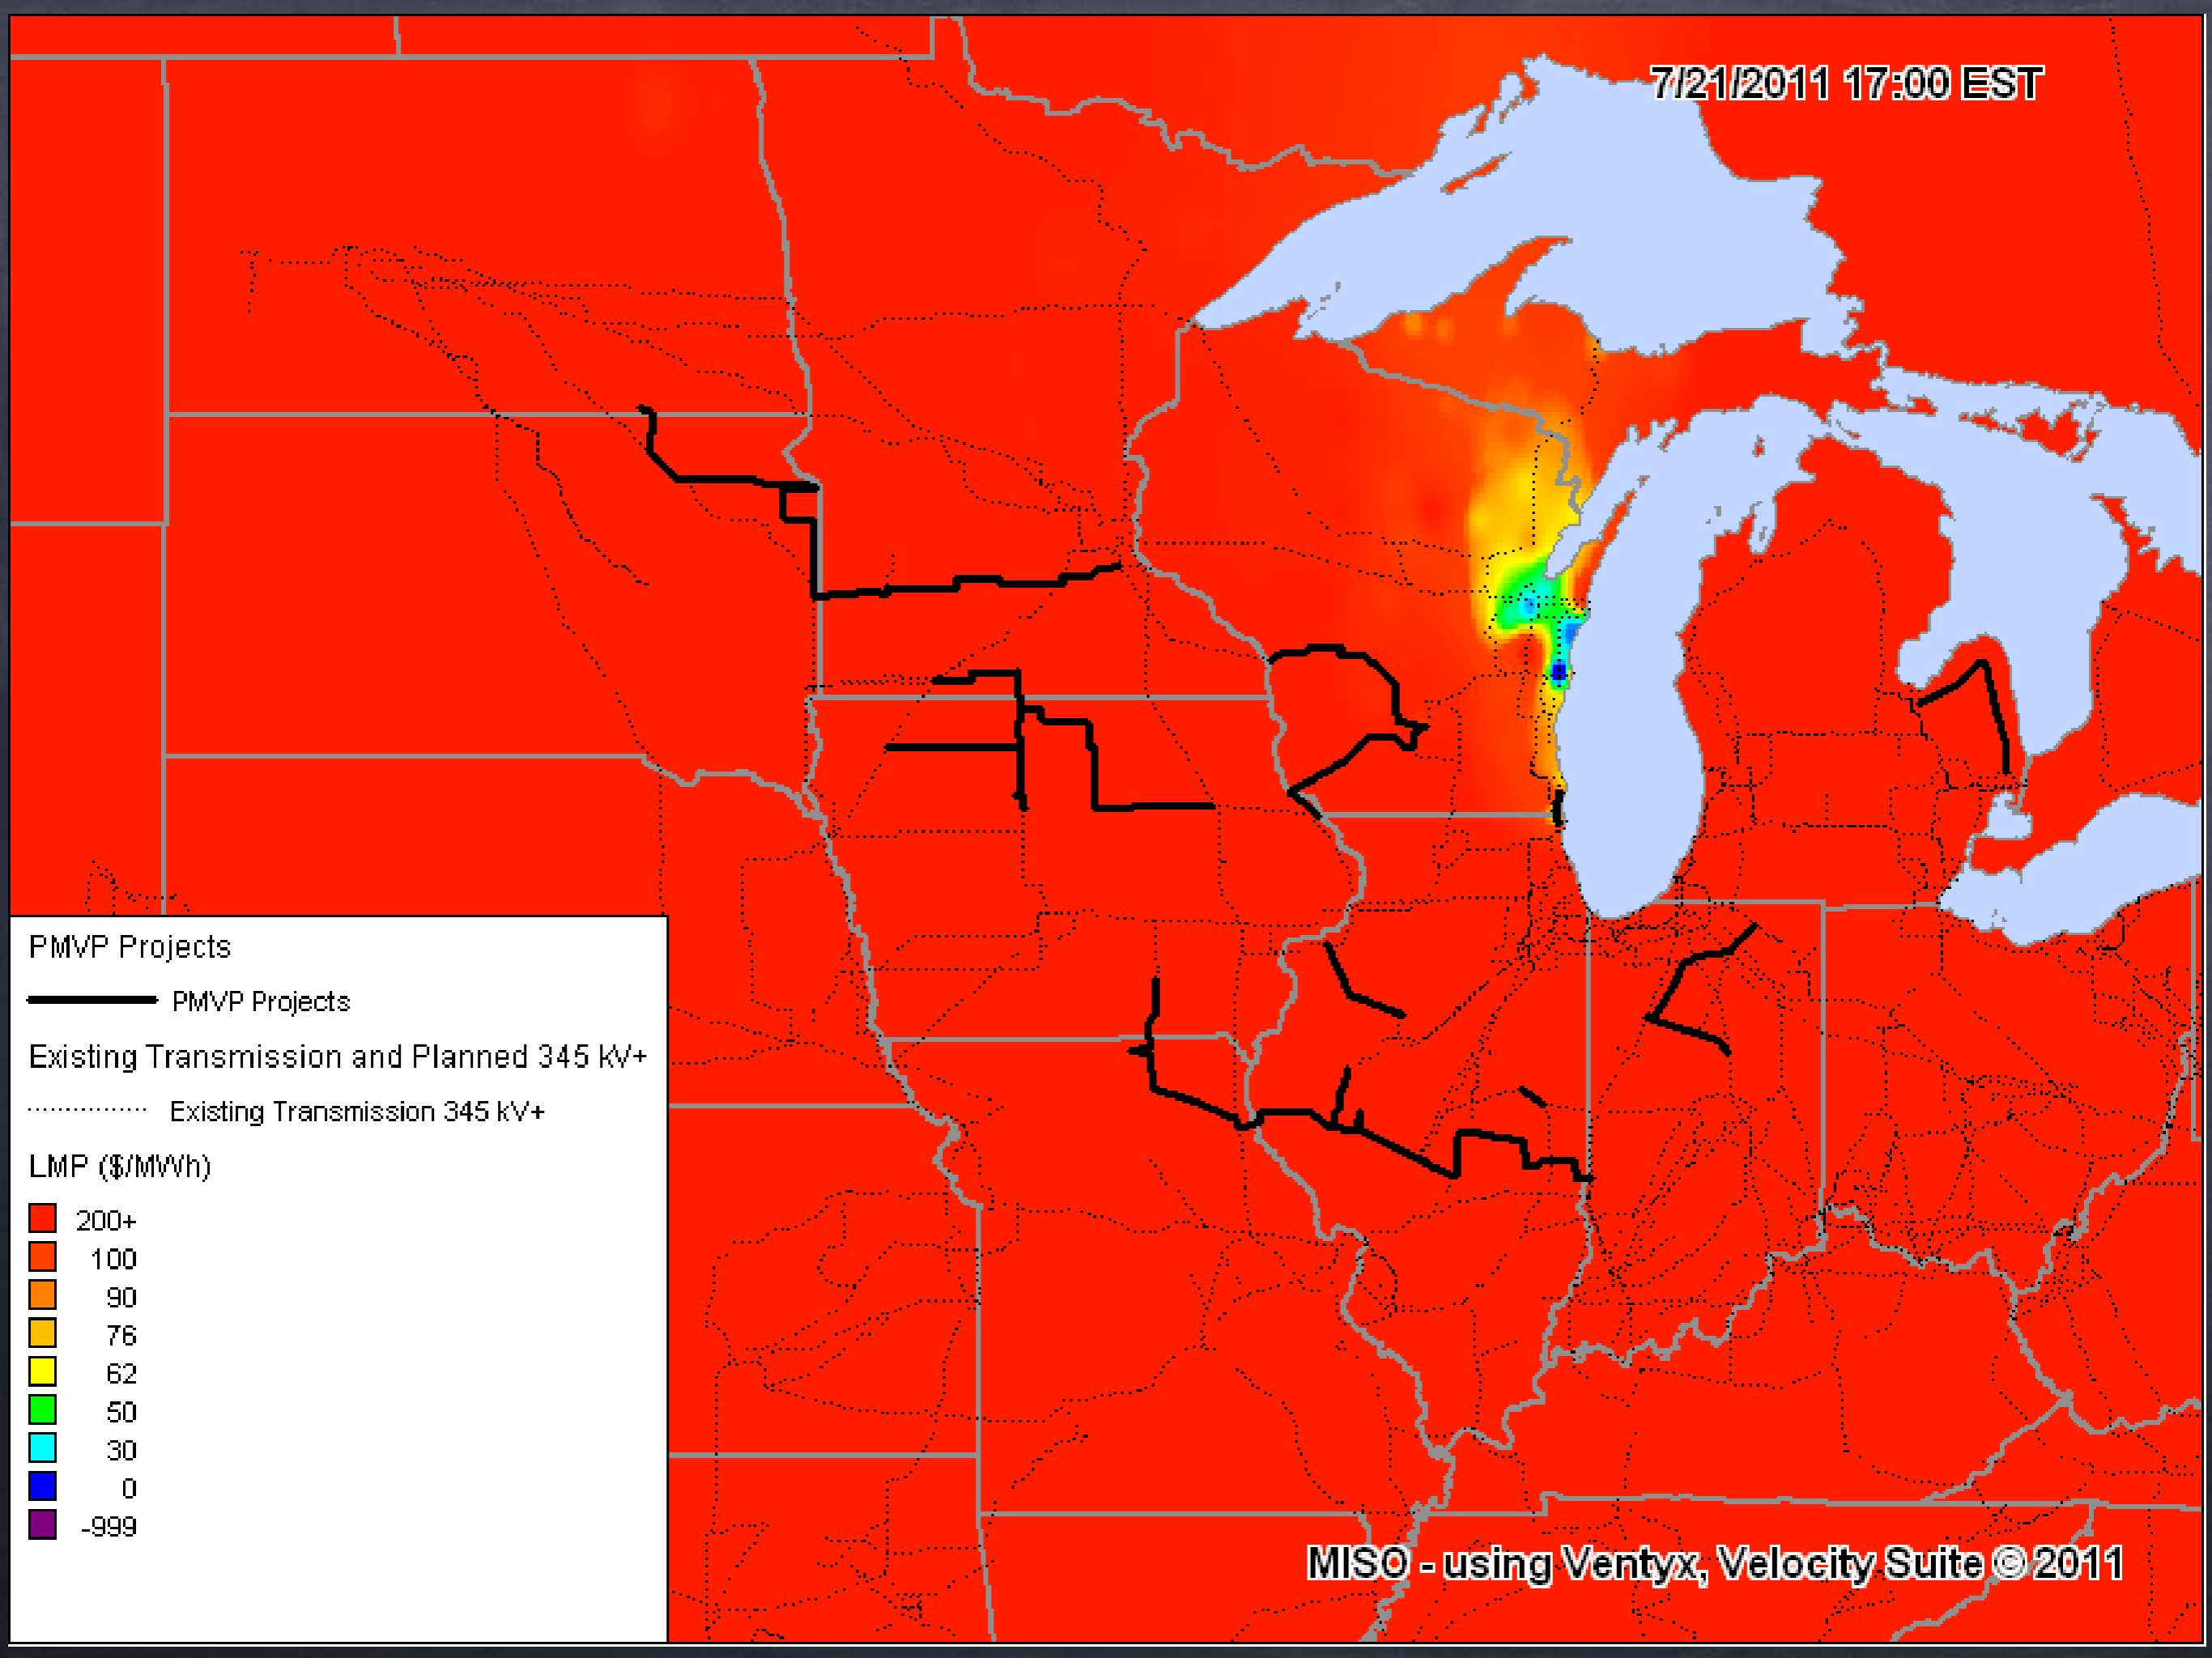 7/21/2011 17:00 EST
PMVP Projects
PMVP Projects
Existing Transmission and Planned 345 kV+
Existing Transmission 345 kV+
LMP ($/MWh)
200+
100
90
76
62
50
30
0
-999
MISO - using Ventyx, Velocity Suite © 2011